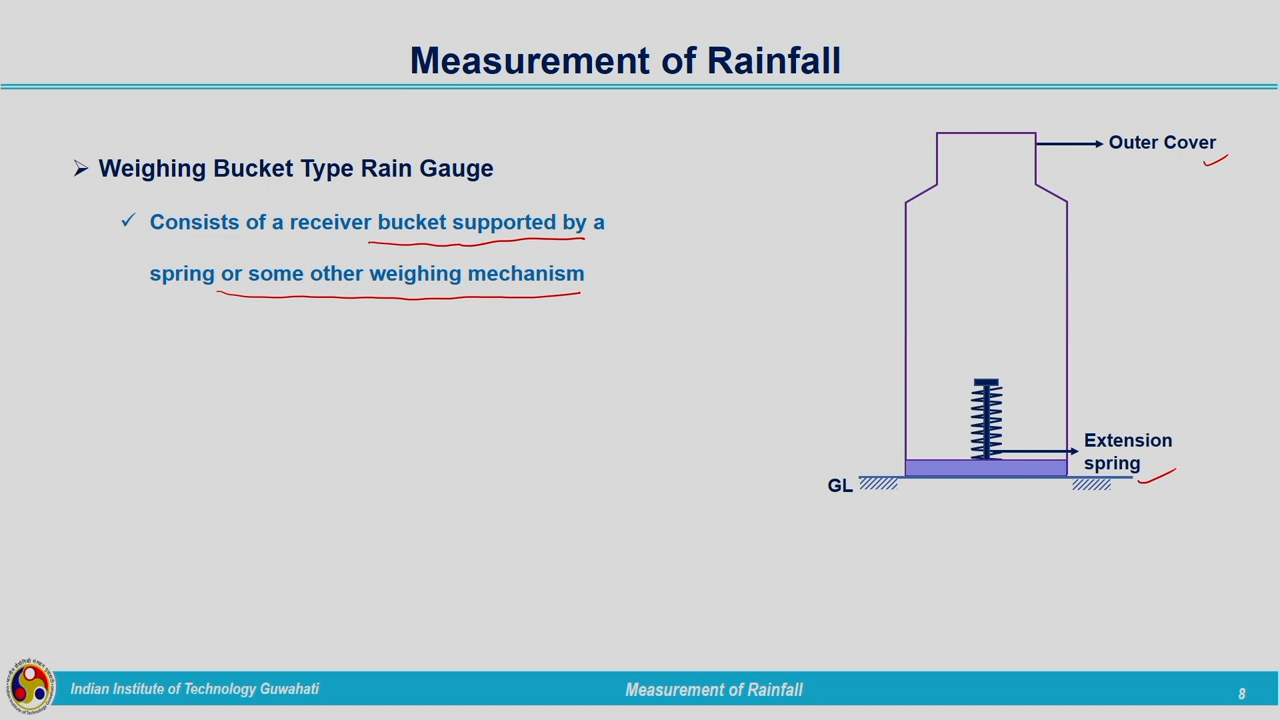 Measurement of Rainfall
Weighing Bucket Type Rain Gauge
Consists of a receiver bucket supported by a
spring or some other weighing mechanism
Outer Cover
Extension
spring
GL
Indian Institute of Technology Guwahati
Measurement of Rainfall
8